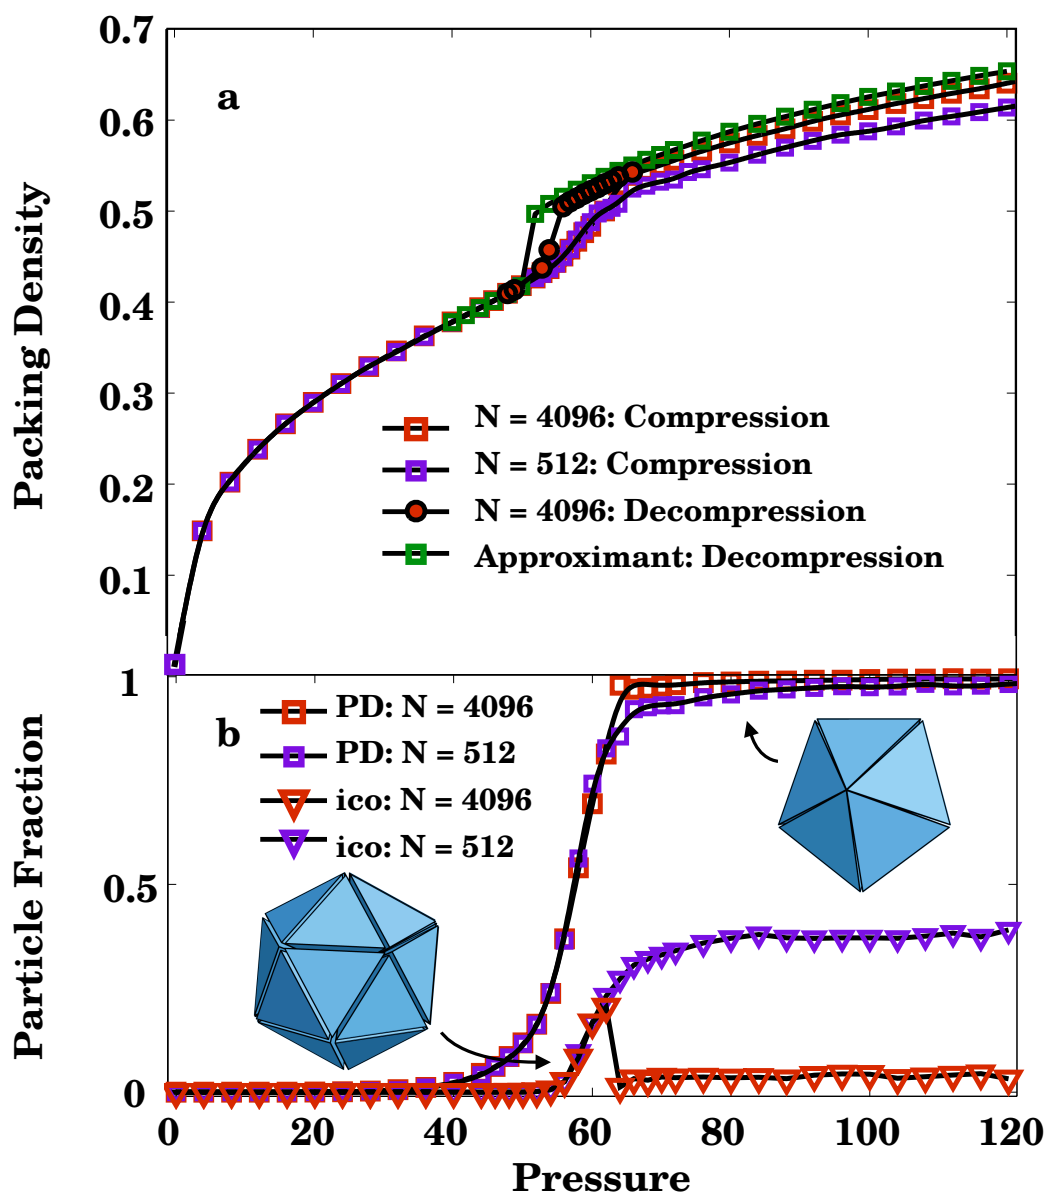 0.7
a
0.6
0.5
0.4
0.3
0.2
0.1
Packing Density
N = 4096: Compression
N = 512: Compression
N = 4096: Decompression
Approximant: Decompression
1
0.5
0
Particle Fraction
b
PD: N = 4096
PD: N = 512
ico: N = 4096
ico: N = 512
0 20 40 60 80 100 120
Pressure